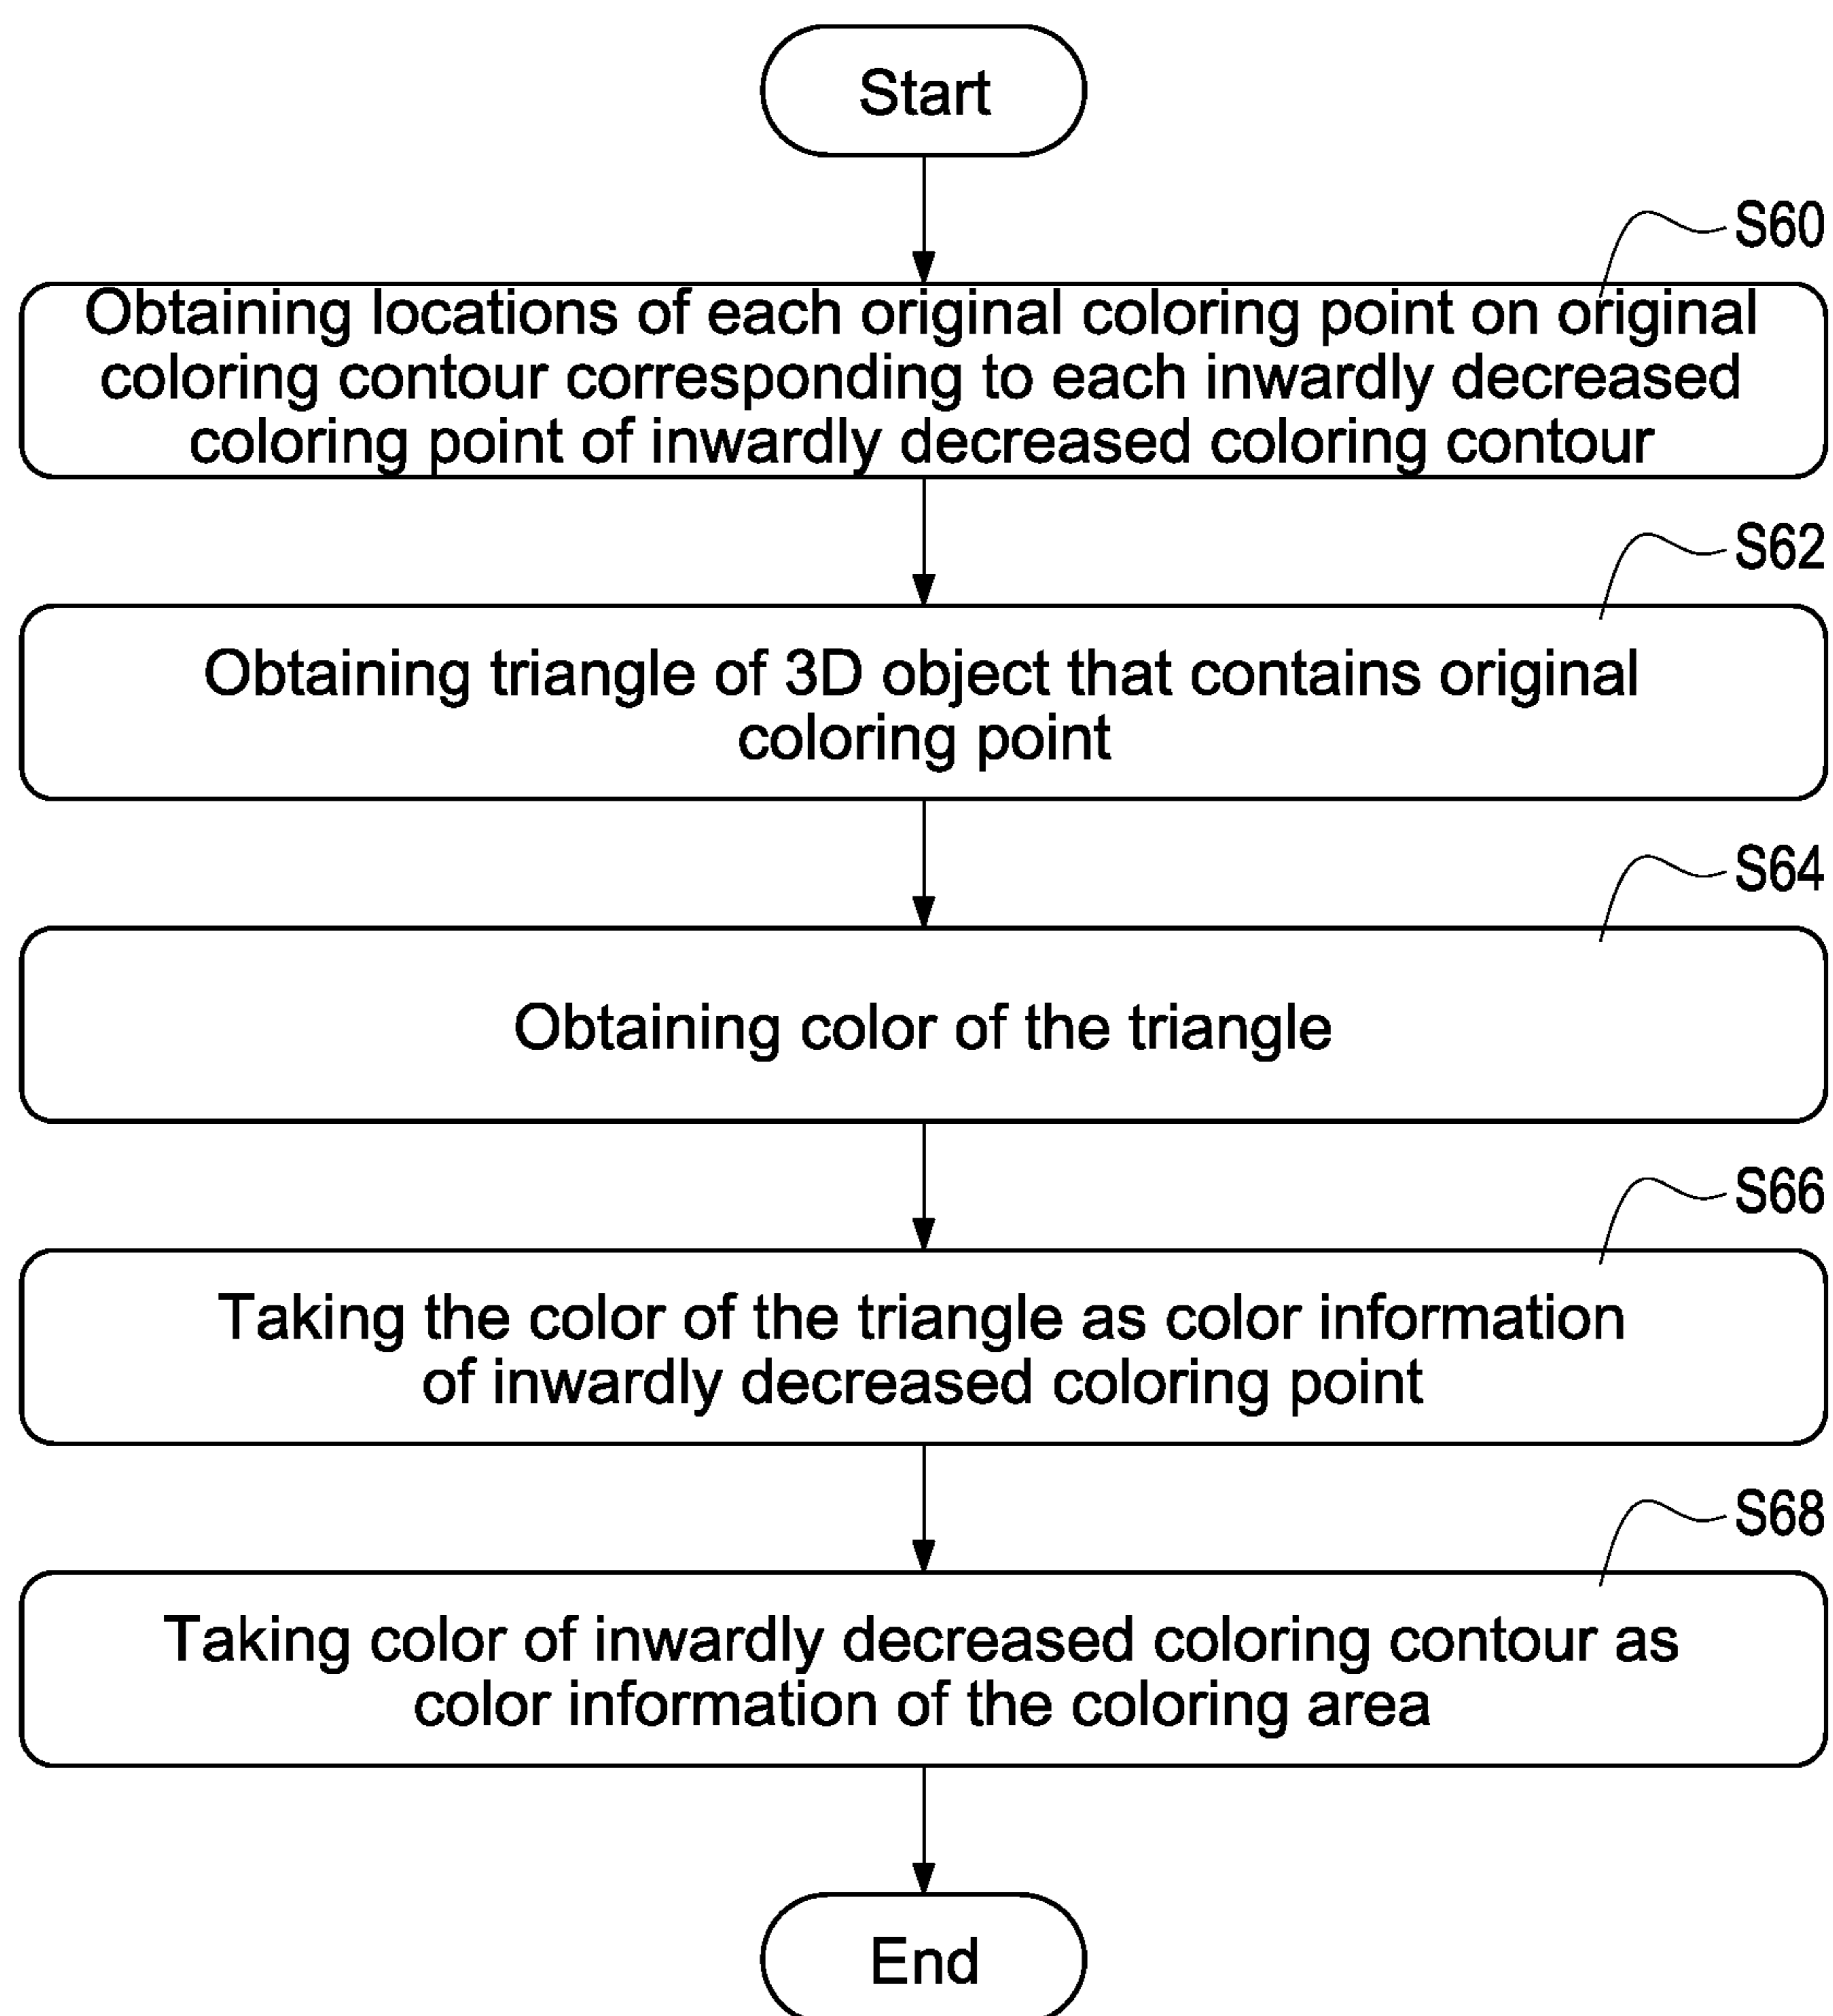 Start
S60
Obtaining locations of each original coloring point on original
coloring contour corresponding to each inwardly decreased
coloring point of inwardly decreased coloring contour
S62
Obtaining triangle of 3D object that contains original
coloring point
S64
Obtaining color of the triangle
S66
Taking the color of the triangle as color information
of inwardly decreased coloring point
S68
Taking color of inwardly decreased coloring contour as
color information of the coloring area
End